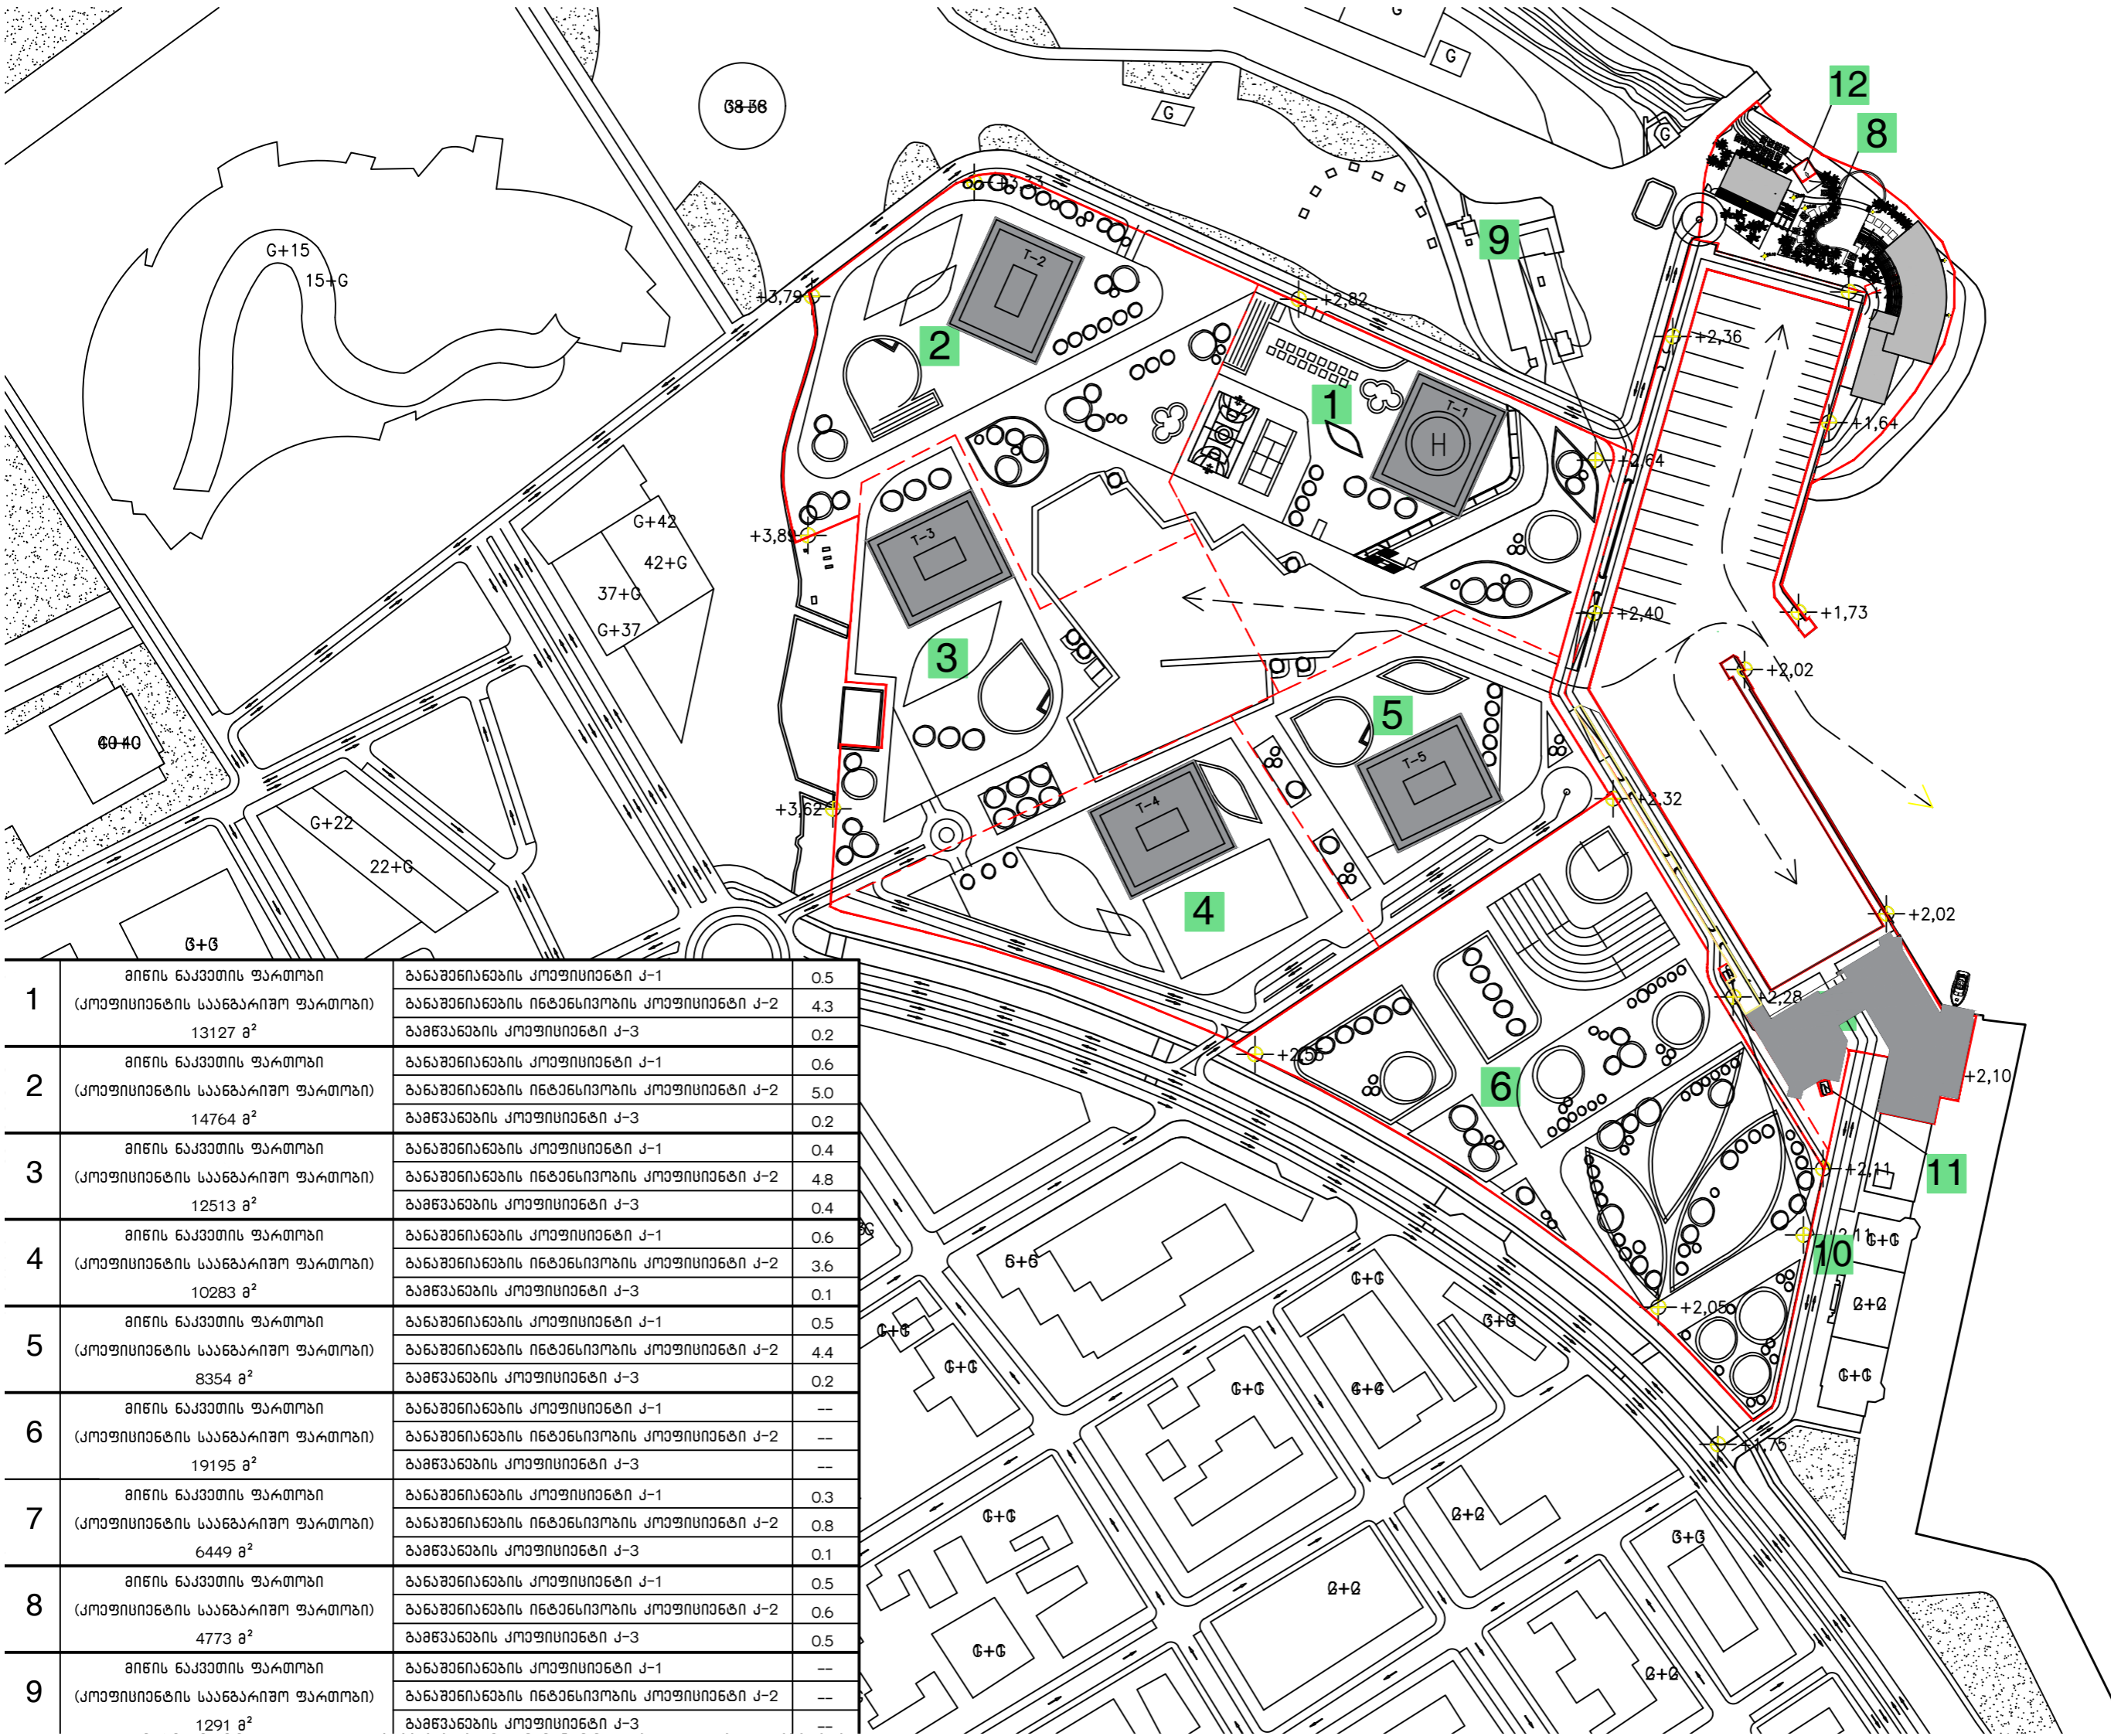 G
G
G
G
12
8
9
G+15
15+G
T-2
+3,79
+2,82
+2,36
2
1
T-1
H
+1,64
+2,64
G+42
42+G
37+G
G+37
+3,89
T-3
+2,40
+1,73
3
+2,02
5
T-5
+2,32
T-4
+3,62
G+22
22+G
4
+2,02
+2,28
+2,55
6
+2,10
+2,11
11
10
+2,05
+1,75
1
მიწის ნაკვეთის ფართობი
(კოეფიციენტის საანგარიშო ფართობი)
13127 მ²
განაშენიანების კოეფიციენტი კ-1 0.5
განაშენიანების ინტენსივობის კოეფიციენტი კ-2 4.3
გამწვანების კოეფიციენტი კ-3 0.2
2
მიწის ნაკვეთის ფართობი
(კოეფიციენტის საანგარიშო ფართობი)
14764 მ²
განაშენიანების კოეფიციენტი კ-1 0.6
განაშენიანების ინტენსივობის კოეფიციენტი კ-2 5.0
გამწვანების კოეფიციენტი კ-3 0.2
3
მიწის ნაკვეთის ფართობი
(კოეფიციენტის საანგარიშო ფართობი)
12513 მ²
განაშენიანების კოეფიციენტი კ-1 0.4
განაშენიანების ინტენსივობის კოეფიციენტი კ-2 4.8
გამწვანების კოეფიციენტი კ-3 0.4
4
მიწის ნაკვეთის ფართობი
(კოეფიციენტის საანგარიშო ფართობი)
10283 მ²
განაშენიანების კოეფიციენტი კ-1 0.6
განაშენიანების ინტენსივობის კოეფიციენტი კ-2 3.6
გამწვანების კოეფიციენტი კ-3 0.1
5
მიწის ნაკვეთის ფართობი
(კოეფიციენტის საანგარიშო ფართობი)
8354 მ²
განაშენიანების კოეფიციენტი კ-1 0.5
განაშენიანების ინტენსივობის კოეფიციენტი კ-2 4.4
გამწვანების კოეფიციენტი კ-3 0.2
6
მიწის ნაკვეთის ფართობი
(კოეფიციენტის საანგარიშო ფართობი)
19195 მ²
განაშენიანების კოეფიციენტი კ-1 --
განაშენიანების ინტენსივობის კოეფიციენტი კ-2 --
გამწვანების კოეფიციენტი კ-3 --
7
მიწის ნაკვეთის ფართობი
(კოეფიციენტის საანგარიშო ფართობი)
6449 მ²
განაშენიანების კოეფიციენტი კ-1 0.3
განაშენიანების ინტენსივობის კოეფიციენტი კ-2 0.8
გამწვანების კოეფიციენტი კ-3 0.1
8
მიწის ნაკვეთის ფართობი
(კოეფიციენტის საანგარიშო ფართობი)
4773 მ²
განაშენიანების კოეფიციენტი კ-1 0.5
განაშენიანების ინტენსივობის კოეფიციენტი კ-2 0.6
გამწვანების კოეფიციენტი კ-3 0.5
9
მიწის ნაკვეთის ფართობი
(კოეფიციენტის საანგარიშო ფართობი)
1291 მ²
განაშენიანების კოეფიციენტი კ-1 --
განაშენიანების ინტენსივობის კოეფიციენტი კ-2 --
გამწვანების კოეფიციენტი კ-3 --